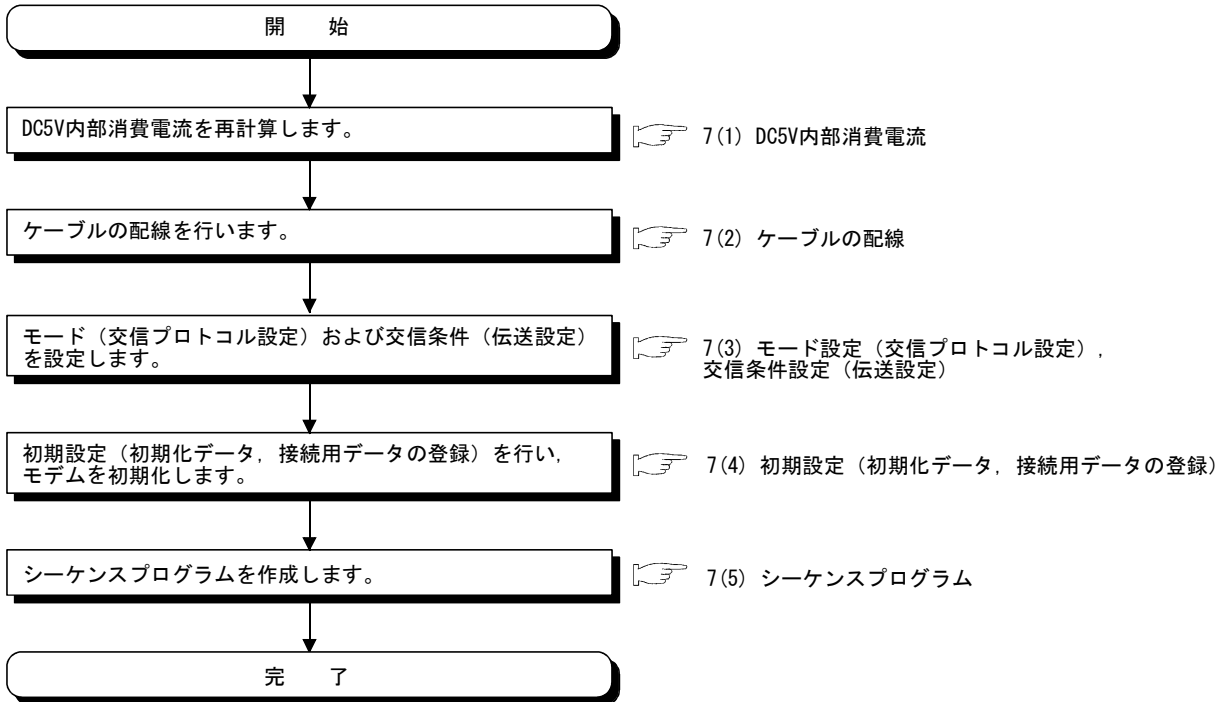 開　始
DC5V内部消費電流を再計算します。
7(1) DC5V内部消費電流
ケーブルの配線を行います。
7(2) ケーブルの配線
モード（交信プロトコル設定）および交信条件（伝送設定）
を設定します。
7(3) モード設定（交信プロトコル設定），
交信条件設定（伝送設定）
初期設定（初期化データ，接続用データの登録）を行い，
モデムを初期化します。
7(4) 初期設定（初期化データ，接続用データの登録）
シーケンスプログラムを作成します。
7(5) シーケンスプログラム
完　了